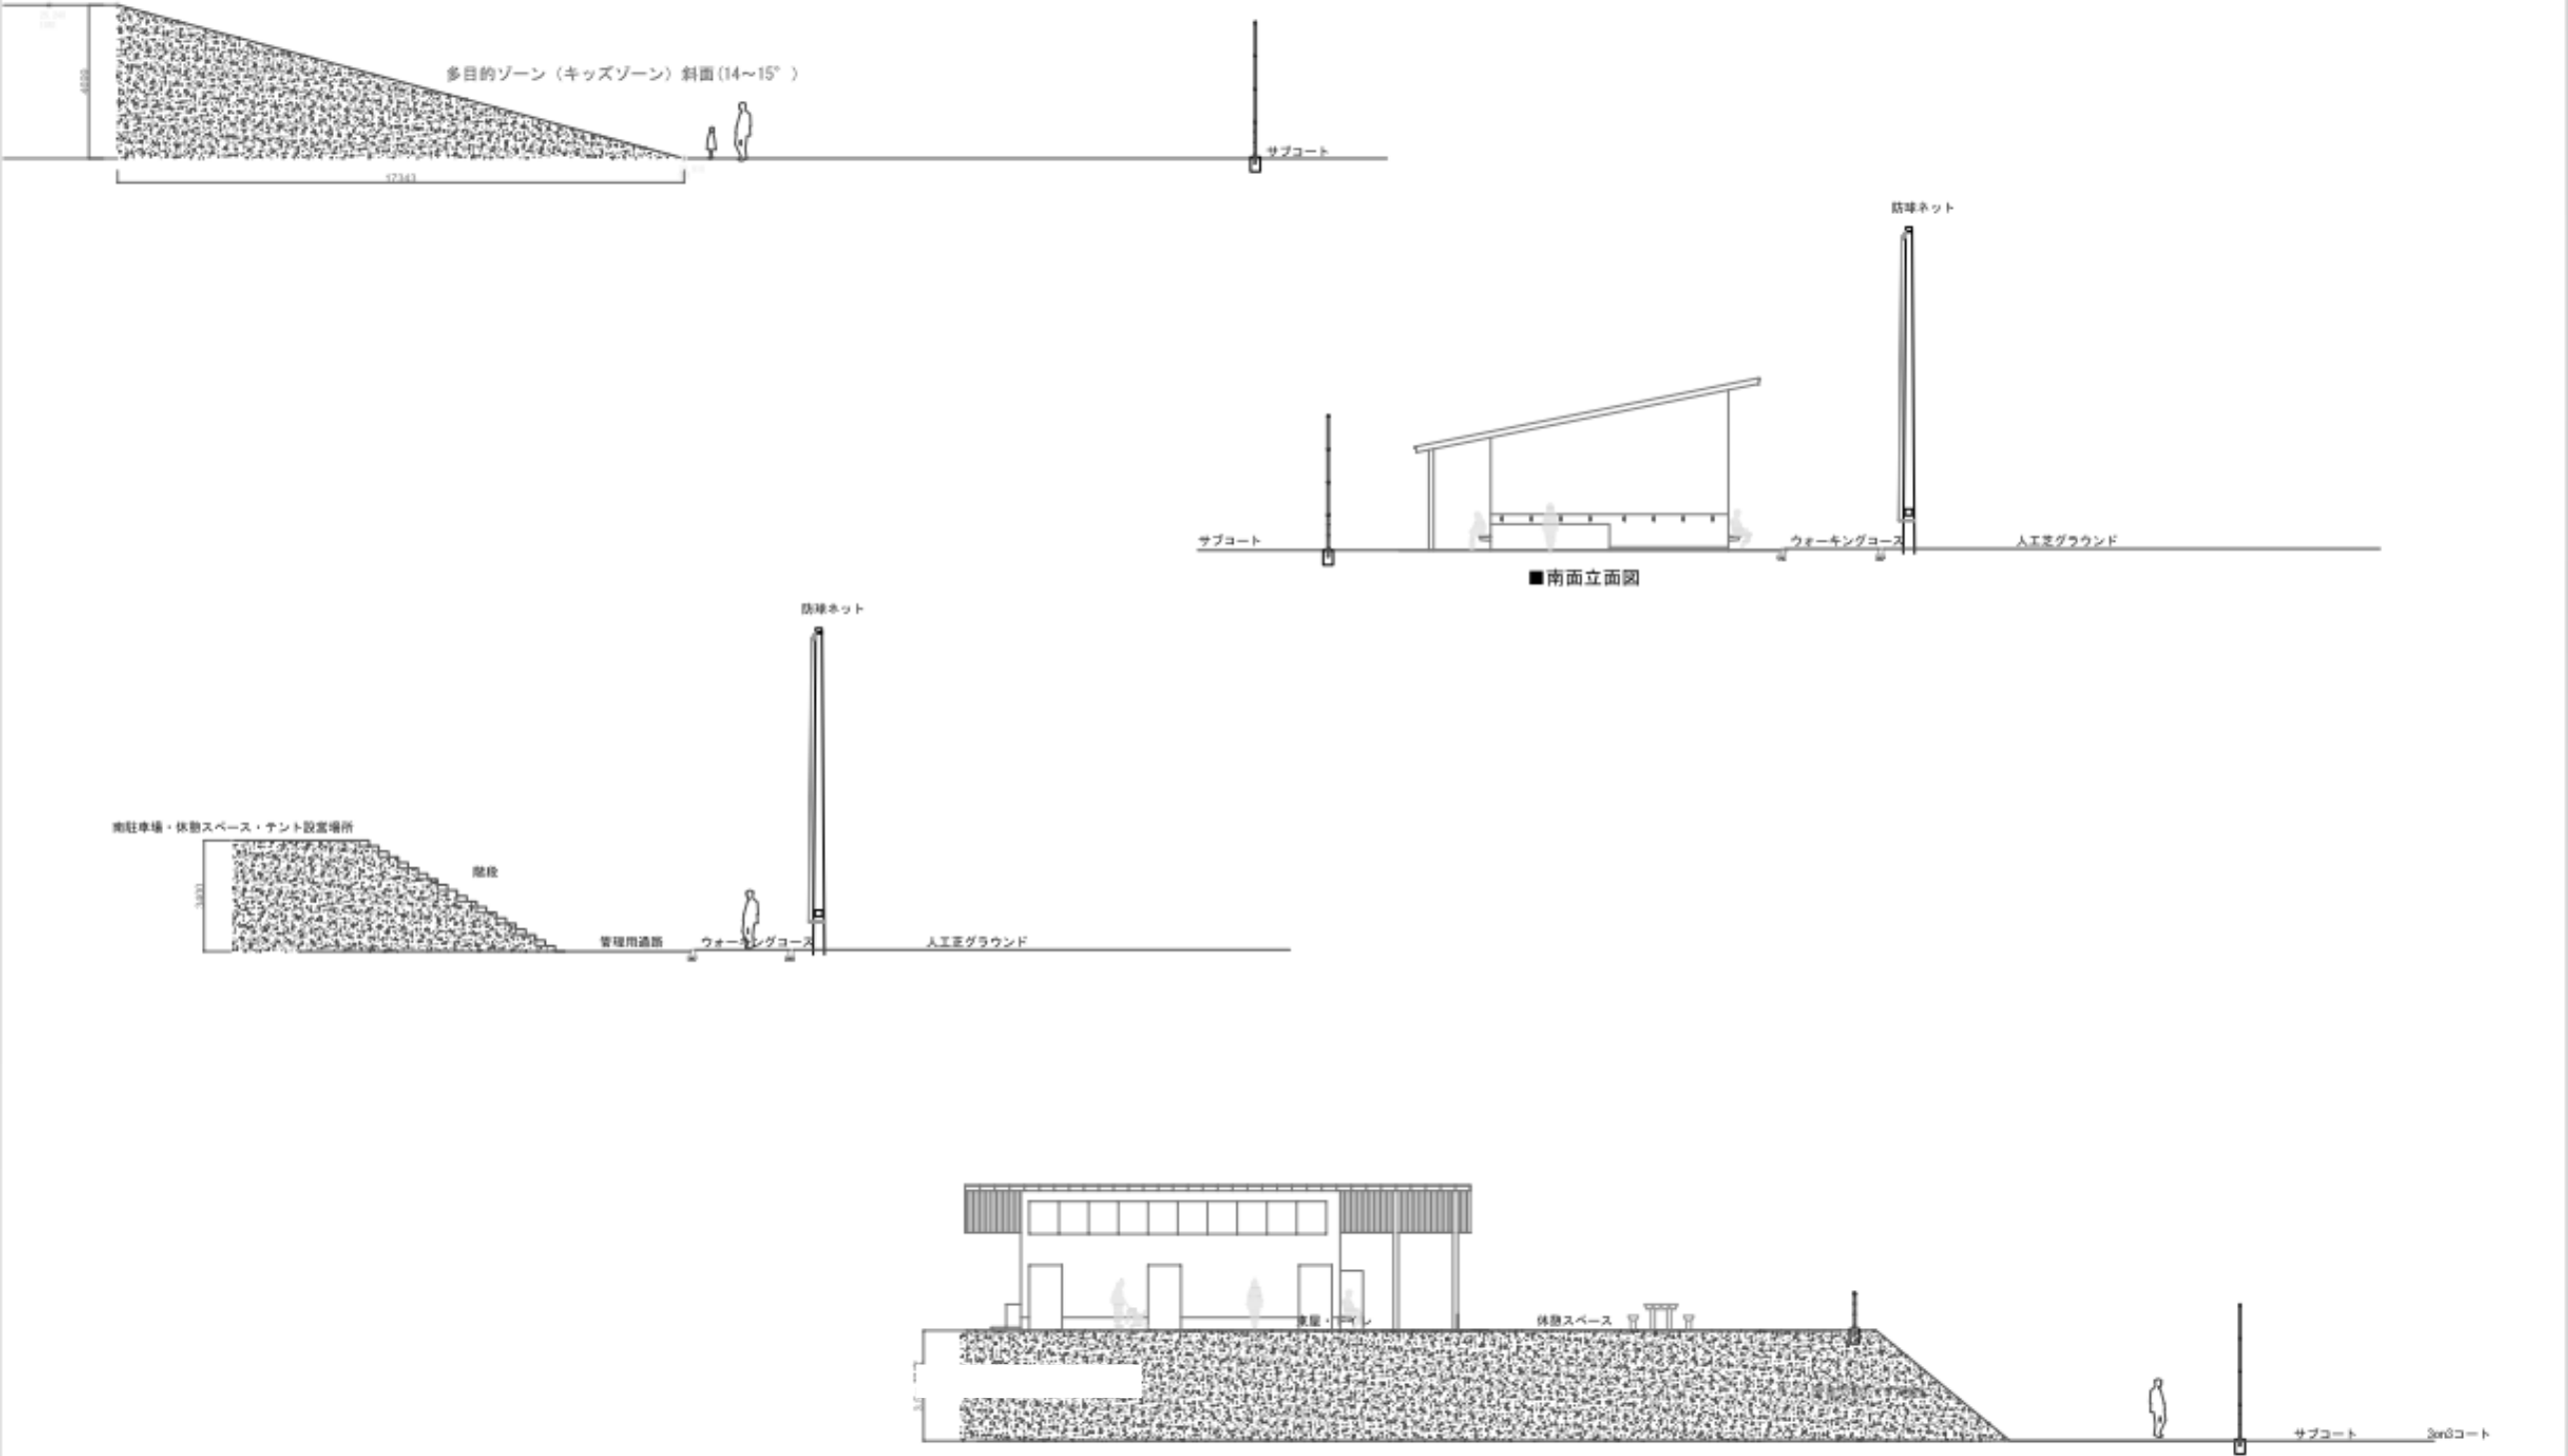 多目的ゾーン（キッズゾーン）斜面(14～15°）
サブコート
17343
防球ネット
サブコート
ウォーキングコース
人工芝グラウンド
■南面立面図
防球ネット
南駐車場・休憩スペース・テント設営場所
階段
管理用通路
ウォーキングコース
人工芝グラウンド
東屋・トイレ
休憩スペース
サブコート
3on3コート